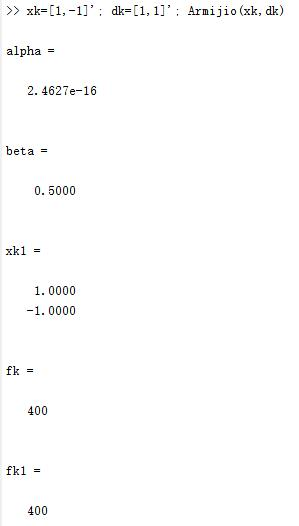 >> xk=[1,-1]'; dk=[1,1]'; Armijio(xk,dk)
alpha =
2.4627e-16
beta =
0.5000
xk1 =
1.0000
-1.0000
fk =
400
fk1 =
400